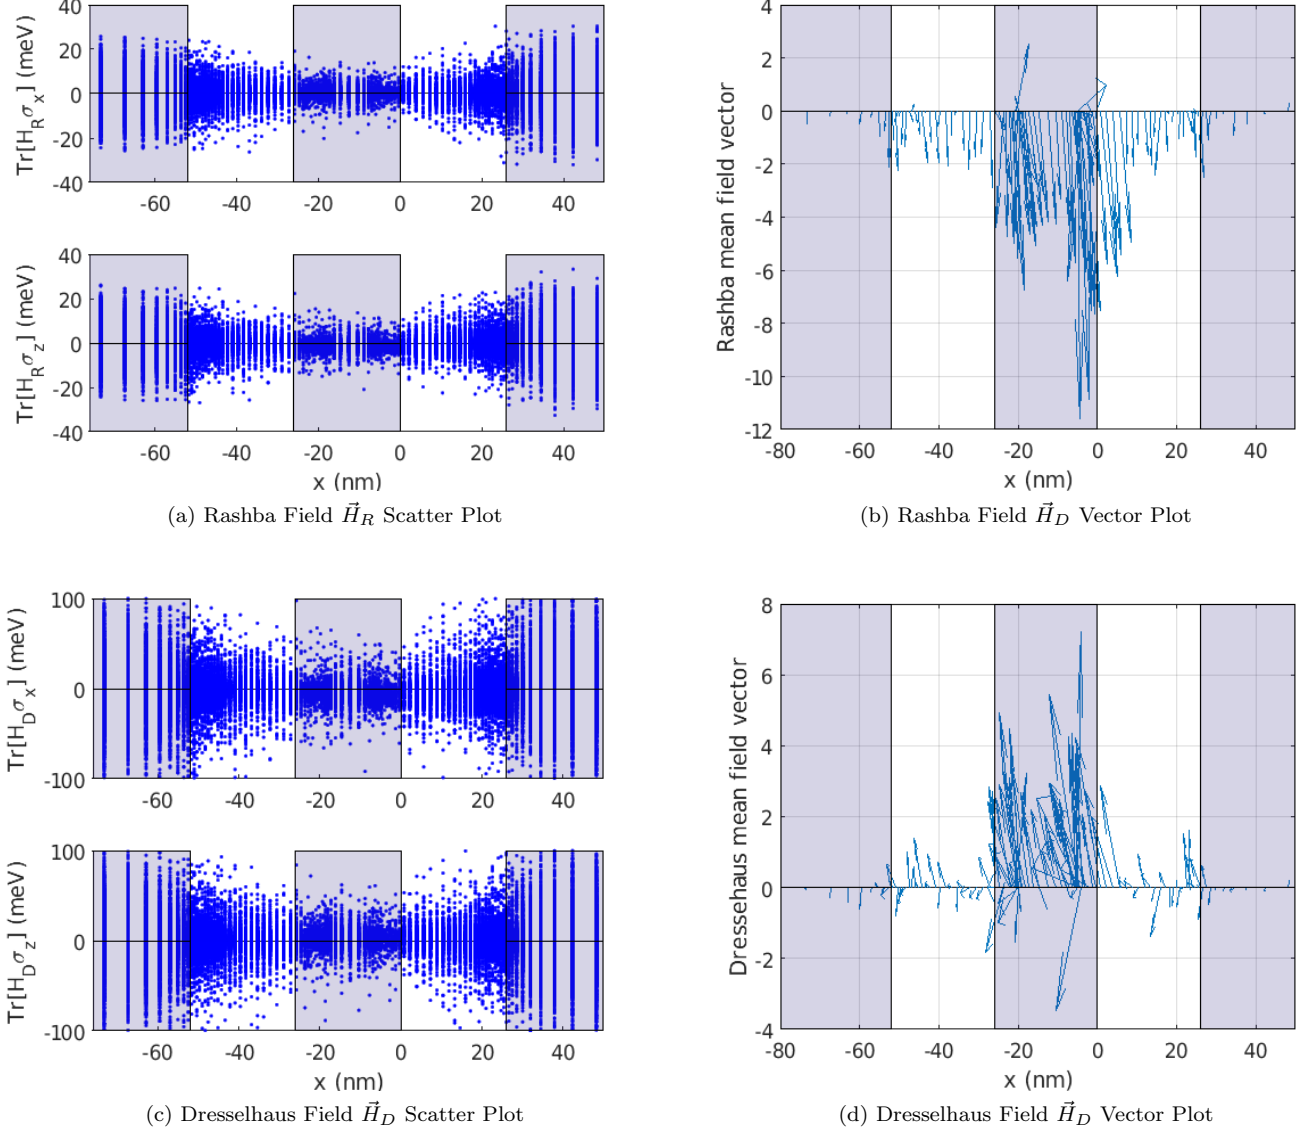 40
20
0
-20
-40
Tr[H_R σ_x] (meV)
-60 -40 -20 0 20 40
40
20
0
-20
-40
Tr[H_R σ_z] (meV)
-60 -40 -20 0 20 40
x (nm)
(a) Rashba Field H⃗_R Scatter Plot
4
2
0
-2
-4
-6
-8
-10
-12
Rashba mean field vector
-80 -60 -40 -20 0 20 40
x (nm)
(b) Rashba Field H⃗_D Vector Plot
100
0
-100
Tr[H_D σ_x] (meV)
-60 -40 -20 0 20 40
100
0
-100
Tr[H_D σ_z] (meV)
-60 -40 -20 0 20 40
x (nm)
(c) Dresselhaus Field H⃗_D Scatter Plot
8
6
4
2
0
-2
-4
Dressehaus mean field vector
-80 -60 -40 -20 0 20 40
x (nm)
(d) Dresselhaus Field H⃗_D Vector Plot